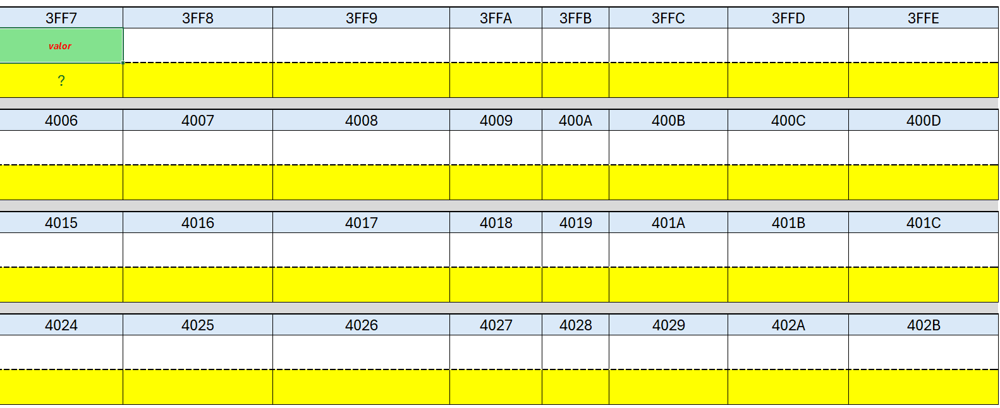 3FF7 3FF8 3FF9 3FFA 3FFB 3FFC 3FFD 3FFE
valor
?
4006 4007 4008 4009 400A 400B 400C 400D
4015 4016 4017 4018 4019 401A 401B 401C
4024 4025 4026 4027 4028 4029 402A 402B